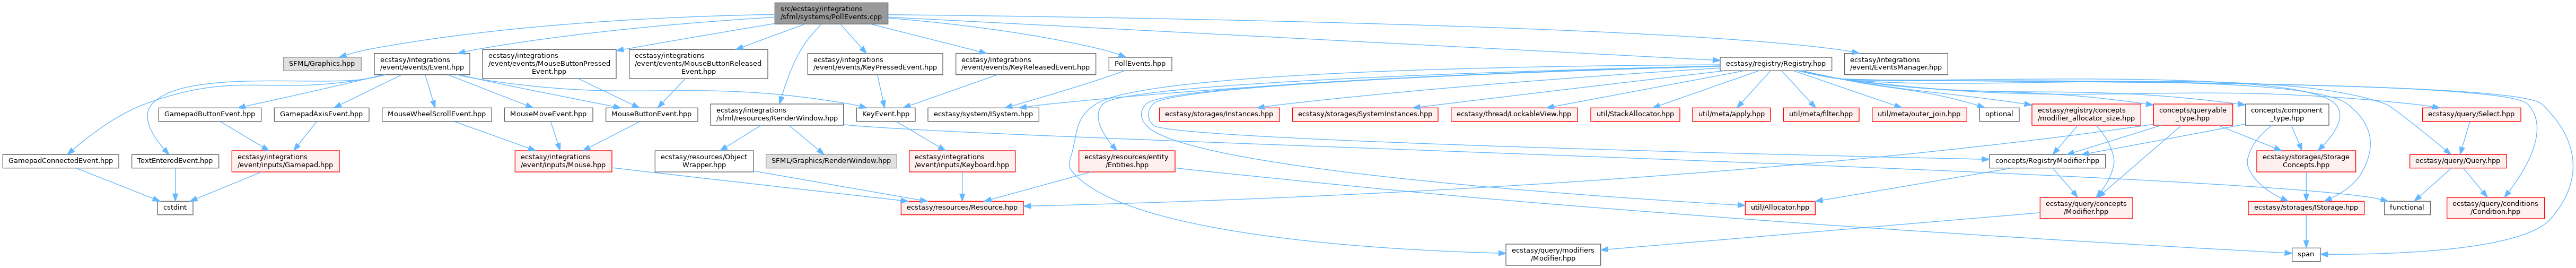 src/ecstasy/integrations
/sfml/systems/PollEvents.cpp
SFML/Graphics.hpp
ecstasy/integrations
/event/events/Event.hpp
ecstasy/integrations
/event/events/MouseButtonPressed
Event.hpp
ecstasy/integrations
/event/events/MouseButtonReleased
Event.hpp
ecstasy/integrations
/event/events/KeyPressedEvent.hpp
ecstasy/integrations
/event/events/KeyReleasedEvent.hpp
PollEvents.hpp
ecstasy/registry/Registry.hpp
ecstasy/integrations
/event/EventsManager.hpp
GamepadButtonEvent.hpp
GamepadAxisEvent.hpp
MouseWheelScrollEvent.hpp
MouseMoveEvent.hpp
MouseButtonEvent.hpp
ecstasy/integrations
/sfml/resources/RenderWindow.hpp
KeyEvent.hpp
ecstasy/system/ISystem.hpp
ecstasy/storages/Instances.hpp
ecstasy/storages/SystemInstances.hpp
ecstasy/thread/LockableView.hpp
util/StackAllocator.hpp
util/meta/apply.hpp
util/meta/filter.hpp
util/meta/outer_join.hpp
optional
ecstasy/registry/concepts
/modifier_allocator_size.hpp
concepts/queryable
_type.hpp
concepts/component
_type.hpp
ecstasy/query/Select.hpp
GamepadConnectedEvent.hpp
TextEnteredEvent.hpp
ecstasy/integrations
/event/inputs/Gamepad.hpp
ecstasy/integrations
/event/inputs/Mouse.hpp
ecstasy/resources/Object
Wrapper.hpp
SFML/Graphics/RenderWindow.hpp
ecstasy/integrations
/event/inputs/Keyboard.hpp
ecstasy/resources/entity
/Entities.hpp
concepts/RegistryModifier.hpp
ecstasy/storages/Storage
Concepts.hpp
ecstasy/query/Query.hpp
cstdint
ecstasy/resources/Resource.hpp
util/Allocator.hpp
ecstasy/query/concepts
/Modifier.hpp
ecstasy/storages/IStorage.hpp
functional
ecstasy/query/conditions
/Condition.hpp
ecstasy/query/modifiers
/Modifier.hpp
span